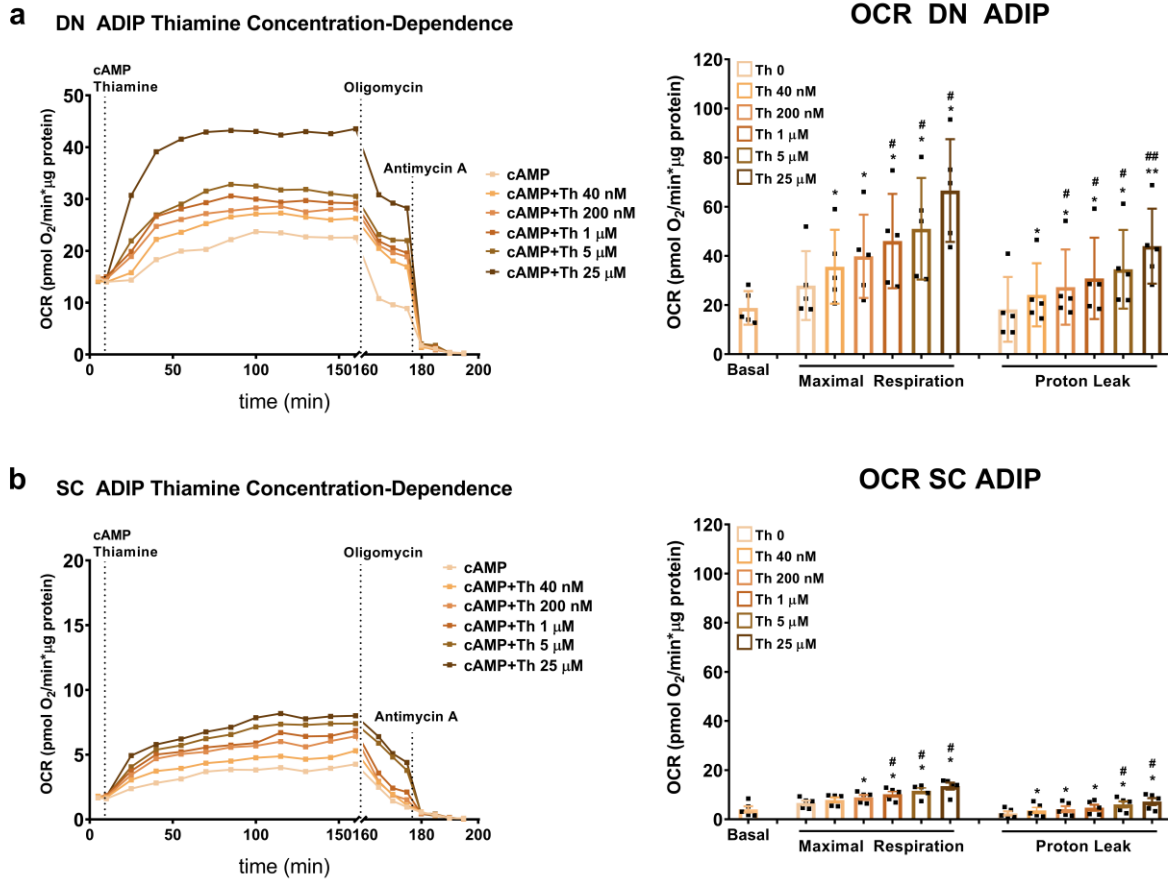 a
DN ADIP Thiamine Concentration-Dependence
cAMP
Thiamine
Oligomycin
Antimycin A
OCR (pmol O₂/min*µg protein)
50
40
30
20
10
0
0 50 100 150 160 180 200
time (min)
cAMP
cAMP+Th 40 nM
cAMP+Th 200 nM
cAMP+Th 1 µM
cAMP+Th 5 µM
cAMP+Th 25 µM
OCR DN ADIP
OCR (pmol O₂/min*µg protein)
120
100
80
60
40
20
0
Th 0
Th 40 nM
Th 200 nM
Th 1 µM
Th 5 µM
Th 25 µM
* * # * # * # *
* # * # * # * ## **
Basal
Maximal Respiration
Proton Leak
b
SC ADIP Thiamine Concentration-Dependence
cAMP
Thiamine
Oligomycin
Antimycin A
OCR (pmol O₂/min*µg protein)
20
15
10
5
0
0 50 100 150 160 180 200
time (min)
cAMP
cAMP+Th 40 nM
cAMP+Th 200 nM
cAMP+Th 1 µM
cAMP+Th 5 µM
cAMP+Th 25 µM
OCR SC ADIP
OCR (pmol O₂/min*µg protein)
120
100
80
60
40
20
0
Th 0
Th 40 nM
Th 200 nM
Th 1 µM
Th 5 µM
Th 25 µM
* # * # * # *
* * * # * # *
Basal
Maximal Respiration
Proton Leak